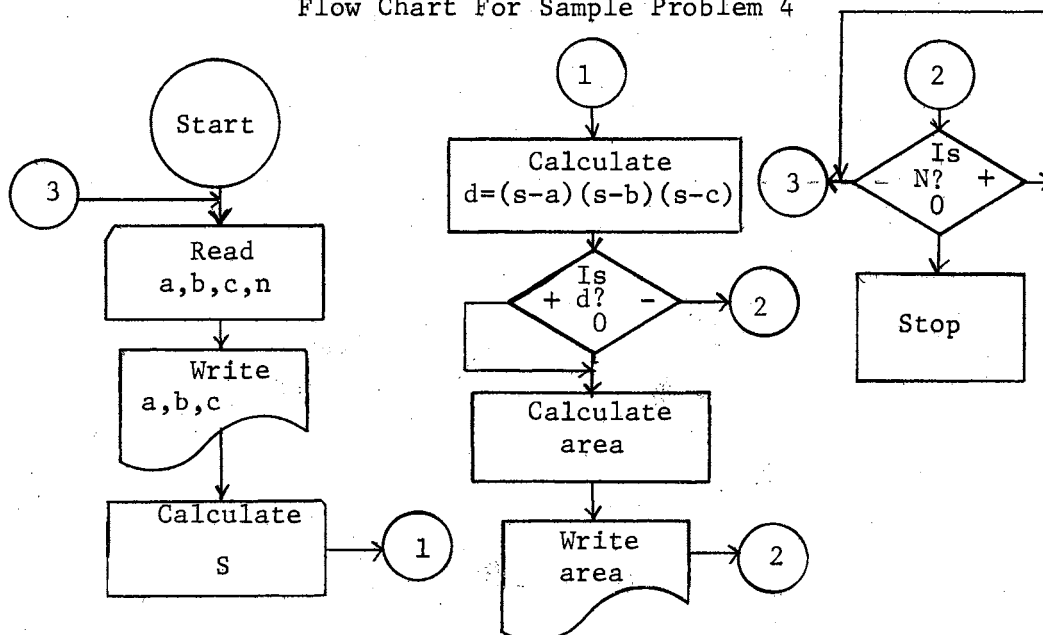 Flow Chart For Sample Problem 4
Start
3
Read
a,b,c,n
Write
a,b,c
Calculate
S
1
1
Calculate
d=(s-a)(s-b)(s-c)
Is
+ d? -
0
2
Calculate
area
Write
area
2
2
Is
- N? +
0
3
Stop